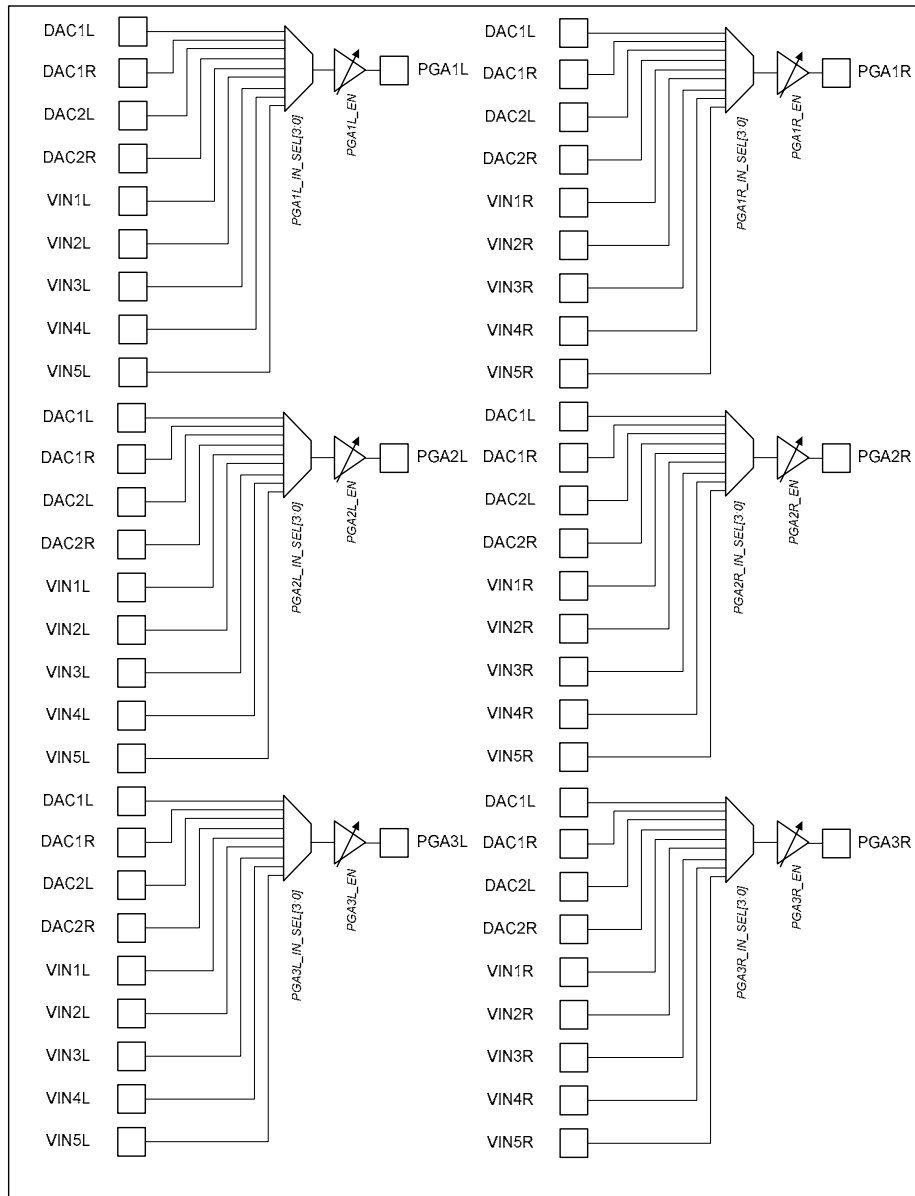 DAC1L
DAC1R
DAC2L
DAC2R
VIN1L
VIN2L
VIN3L
VIN4L
VIN5L
PGA1L_IN_SEL[3:0]
PGA1L_EN
PGA1L
DAC1L
DAC1R
DAC2L
DAC2R
VIN1R
VIN2R
VIN3R
VIN4R
VIN5R
PGA1R_IN_SEL[3:0]
PGA1R_EN
PGA1R
DAC1L
DAC1R
DAC2L
DAC2R
VIN1L
VIN2L
VIN3L
VIN4L
VIN5L
PGA2L_IN_SEL[3:0]
PGA2L_EN
PGA2L
DAC1L
DAC1R
DAC2L
DAC2R
VIN1R
VIN2R
VIN3R
VIN4R
VIN5R
PGA2R_IN_SEL[3:0]
PGA2R_EN
PGA2R
DAC1L
DAC1R
DAC2L
DAC2R
VIN1L
VIN2L
VIN3L
VIN4L
VIN5L
PGA3L_IN_SEL[3:0]
PGA3L_EN
PGA3L
DAC1L
DAC1R
DAC2L
DAC2R
VIN1R
VIN2R
VIN3R
VIN4R
VIN5R
PGA3R_IN_SEL[3:0]
PGA3R_EN
PGA3R